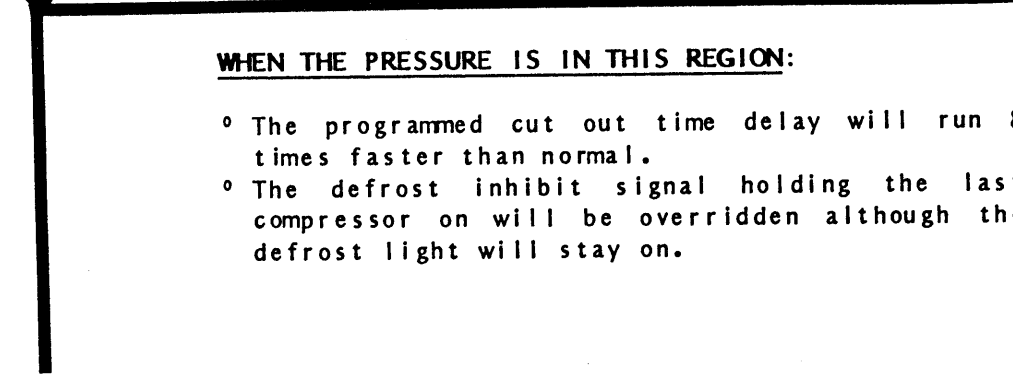 WHEN THE PRESSURE IS IN THIS REGION:
° The programmed cut out time delay will run
times faster than normal.
° The defrost inhibit signal holding the
compressor on will be overridden although
defrost light will stay on.